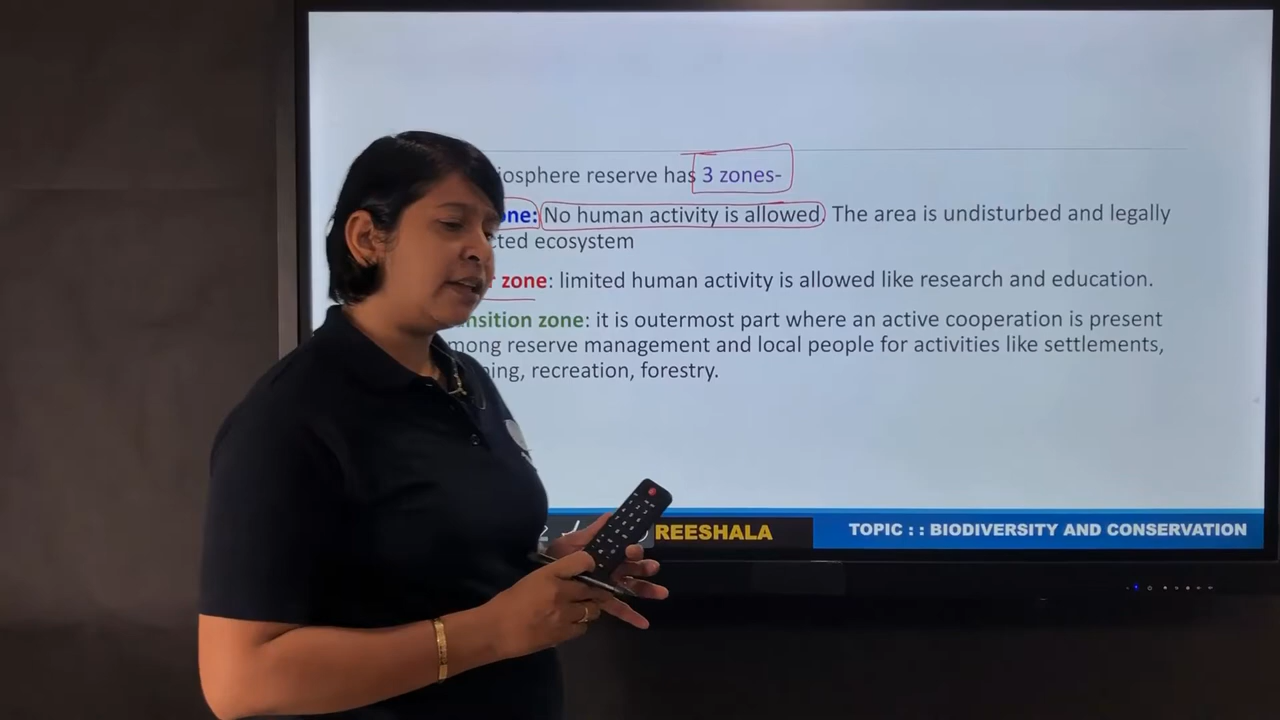 iosphere reserve has 3 zones-
one: No human activity is allowed. The area is undisturbed and legally
cted ecosystem
r zone: limited human activity is allowed like research and education.
nsition zone: it is outermost part where an active cooperation is present
mong reserve management and local people for activities like settlements,
ping, recreation, forestry.
REESHALA
TOPIC : : BIODIVERSITY AND CONSERVATION